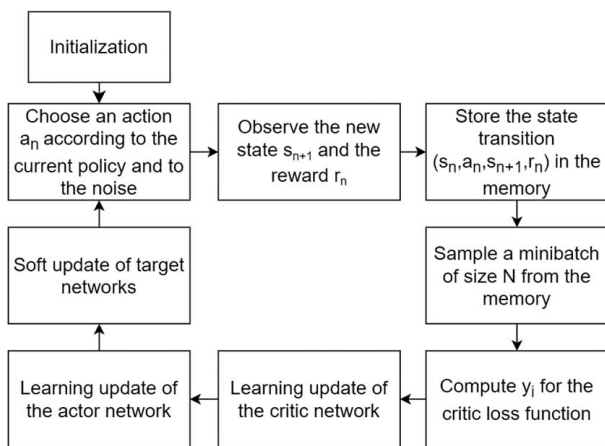 Initialization
Choose an action
aₙ according to the
current policy and to
the noise
Observe the new
state sₙ₊₁ and the
reward rₙ
Store the state
transition
(sₙ,aₙ,sₙ₊₁,rₙ) in the
memory
Soft update of target
networks
Sample a minibatch
of size N from the
memory
Learning update of
the actor network
Learning update of
the critic network
Compute yᵢ for the
critic loss function